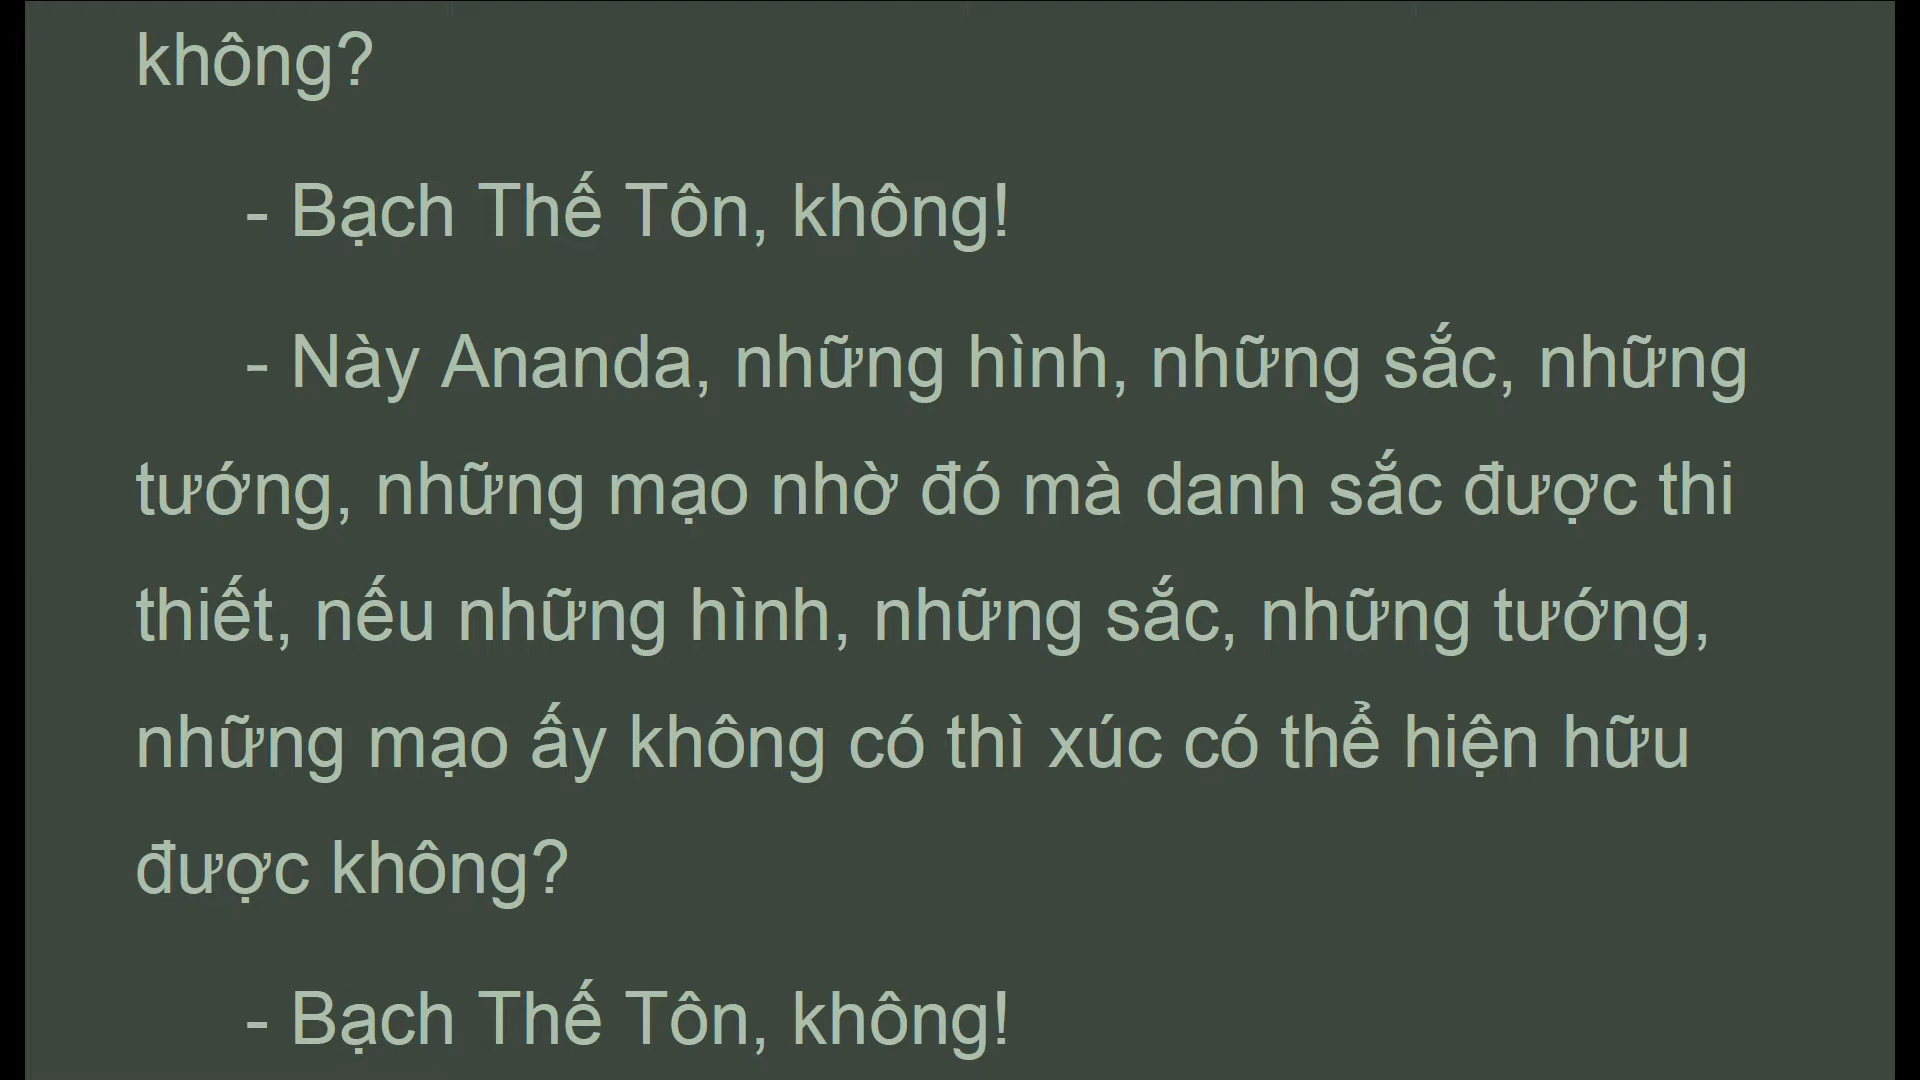 không?
- Bạch Thế Tôn, không!
- Này Ananda, những hình, những sắc, những
tướng, những mạo nhờ đó mà danh sắc được thi
thiết, nếu những hình, những sắc, những tướng,
những mạo ấy không có thì xúc có thể hiện hữu
được không?
- Bạch Thế Tôn, không!